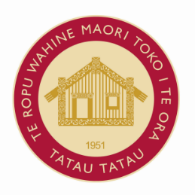 TE ROPU WAHINE MAORI TOKO I TE ORA
1951
TATAU TATAU